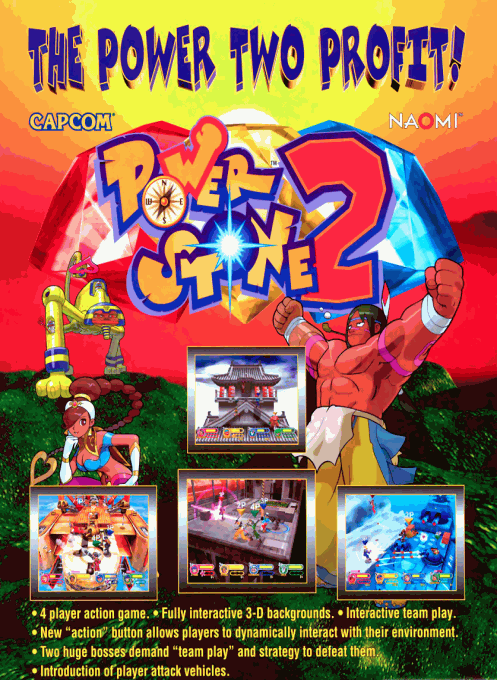 THE POWER TWO PROFIT!
CAPCOM
NAOMI
POWER
STONE 2
™
• 4 player action game. • Fully interactive 3-D backgrounds. • Interactive team play.
• New “action” button allows players to dynamically interact with their environment.
• Two huge bosses demand “team play” and strategy to defeat them.
• Introduction of player attack vehicles.